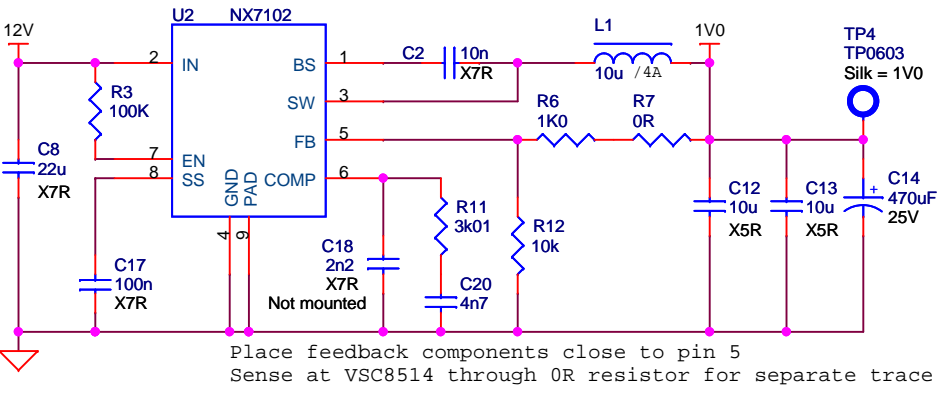 U2 NX7102
12V
1V0
TP4
TP0603
Silk = 1V0
L1
10u /4A
C2 10n
X7R
2 IN
BS 1
SW 3
FB 5
COMP 6
7 EN
8 SS
GND
PAD
4
9
R3
100K
C8
22u
X7R
C17
100n
X7R
R6
1K0
R7
0R
R11
3k01
R12
10k
C18
2n2
X7R
Not mounted
C20
4n7
C12
10u
X5R
C13
10u
X5R
C14
+
470uF
25V
Place feedback components close to pin 5
Sense at VSC8514 through 0R resistor for separate trace